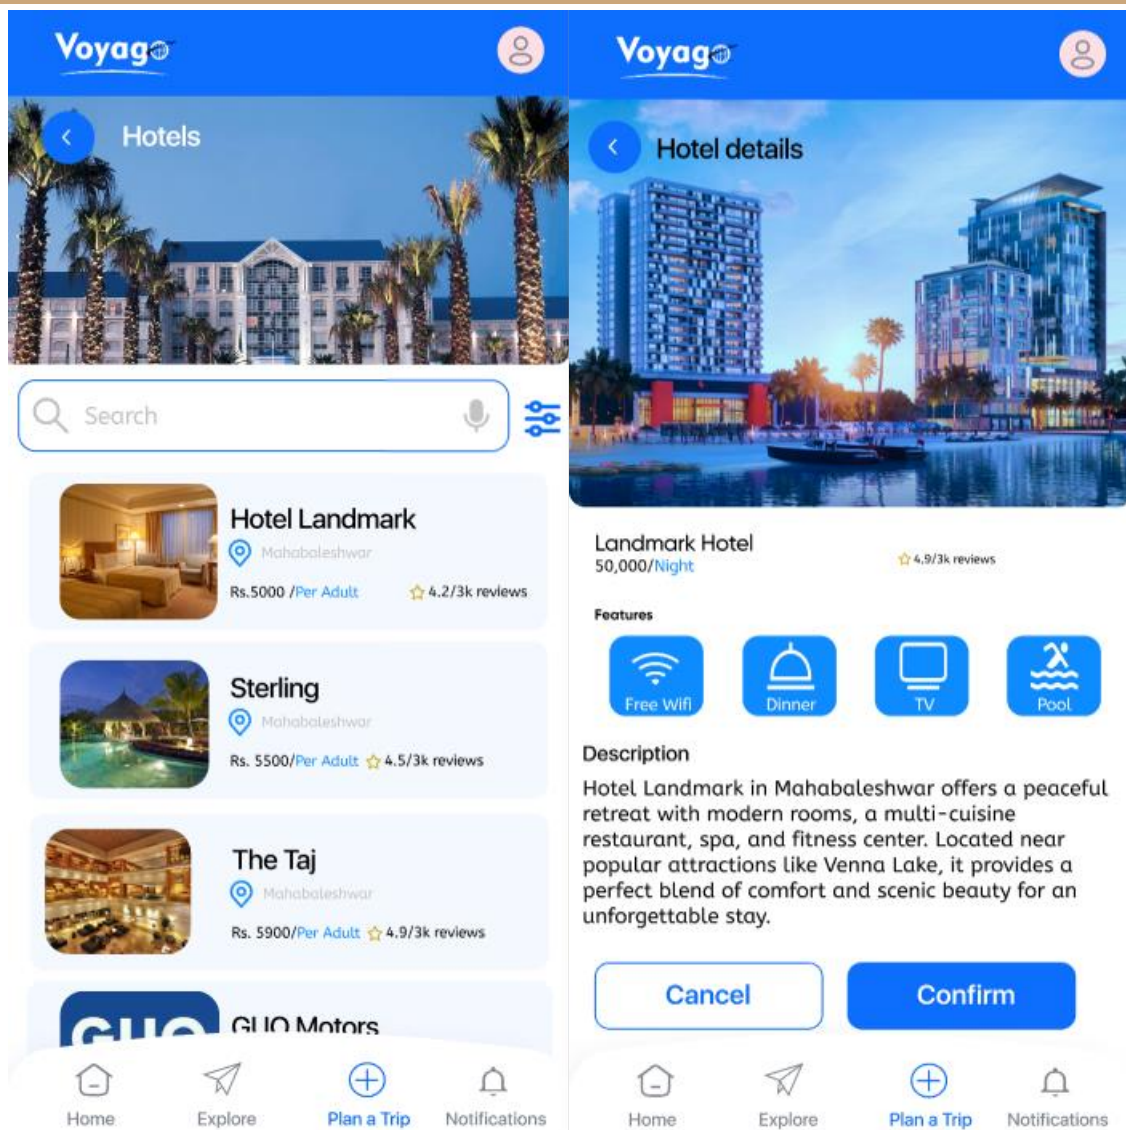 Voyago
Hotels
Search
Hotel Landmark
Mahabaleshwar
Rs.5000 /Per Adult 4.2/3k reviews
Sterling
Mahabaleshwar
Rs. 5500/Per Adult 4.5/3k reviews
The Taj
Mahabaleshwar
Rs. 5900/Per Adult 4.9/3k reviews
GUO
GUO Motors
Home Explore Plan a Trip Notifications
Voyago
Hotel details
Landmark Hotel
50,000/Night 4.9/3k reviews
Features
Free Wifi Dinner TV Pool
Description
Hotel Landmark in Mahabaleshwar offers a peaceful
retreat with modern rooms, a multi-cuisine
restaurant, spa, and fitness center. Located near
popular attractions like Venna Lake, it provides a
perfect blend of comfort and scenic beauty for an
unforgettable stay.
Cancel Confirm
Home Explore Plan a Trip Notifications